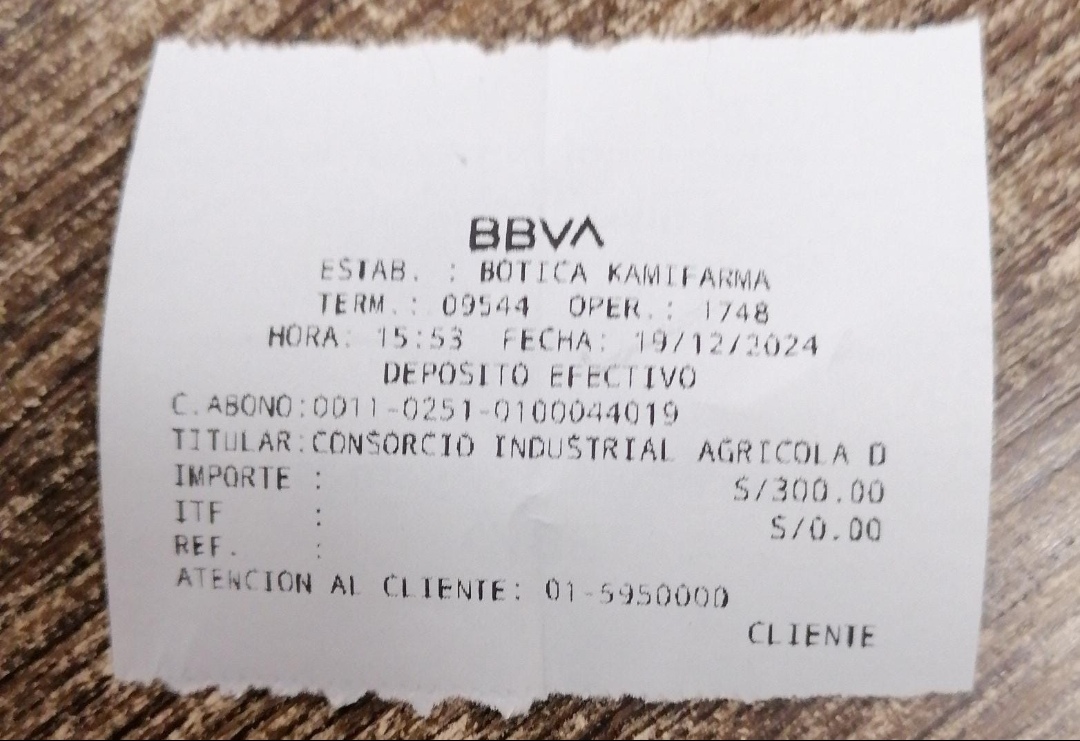 BBVA
ESTAB. : BOTICA KAMIFARMA
TERM.: 09544 OPER.: 1748
HORA: 15:53 FECHA: 19/12/2024
DEPOSITO EFECTIVO
C.ABONO:0011-0251-0100044019
TITULAR:CONSORCIO INDUSTRIAL AGRICOLA D
IMPORTE : S/300.00
ITF : S/0.00
REF. :
ATENCION AL CLIENTE: 01-5950000
CLIENTE